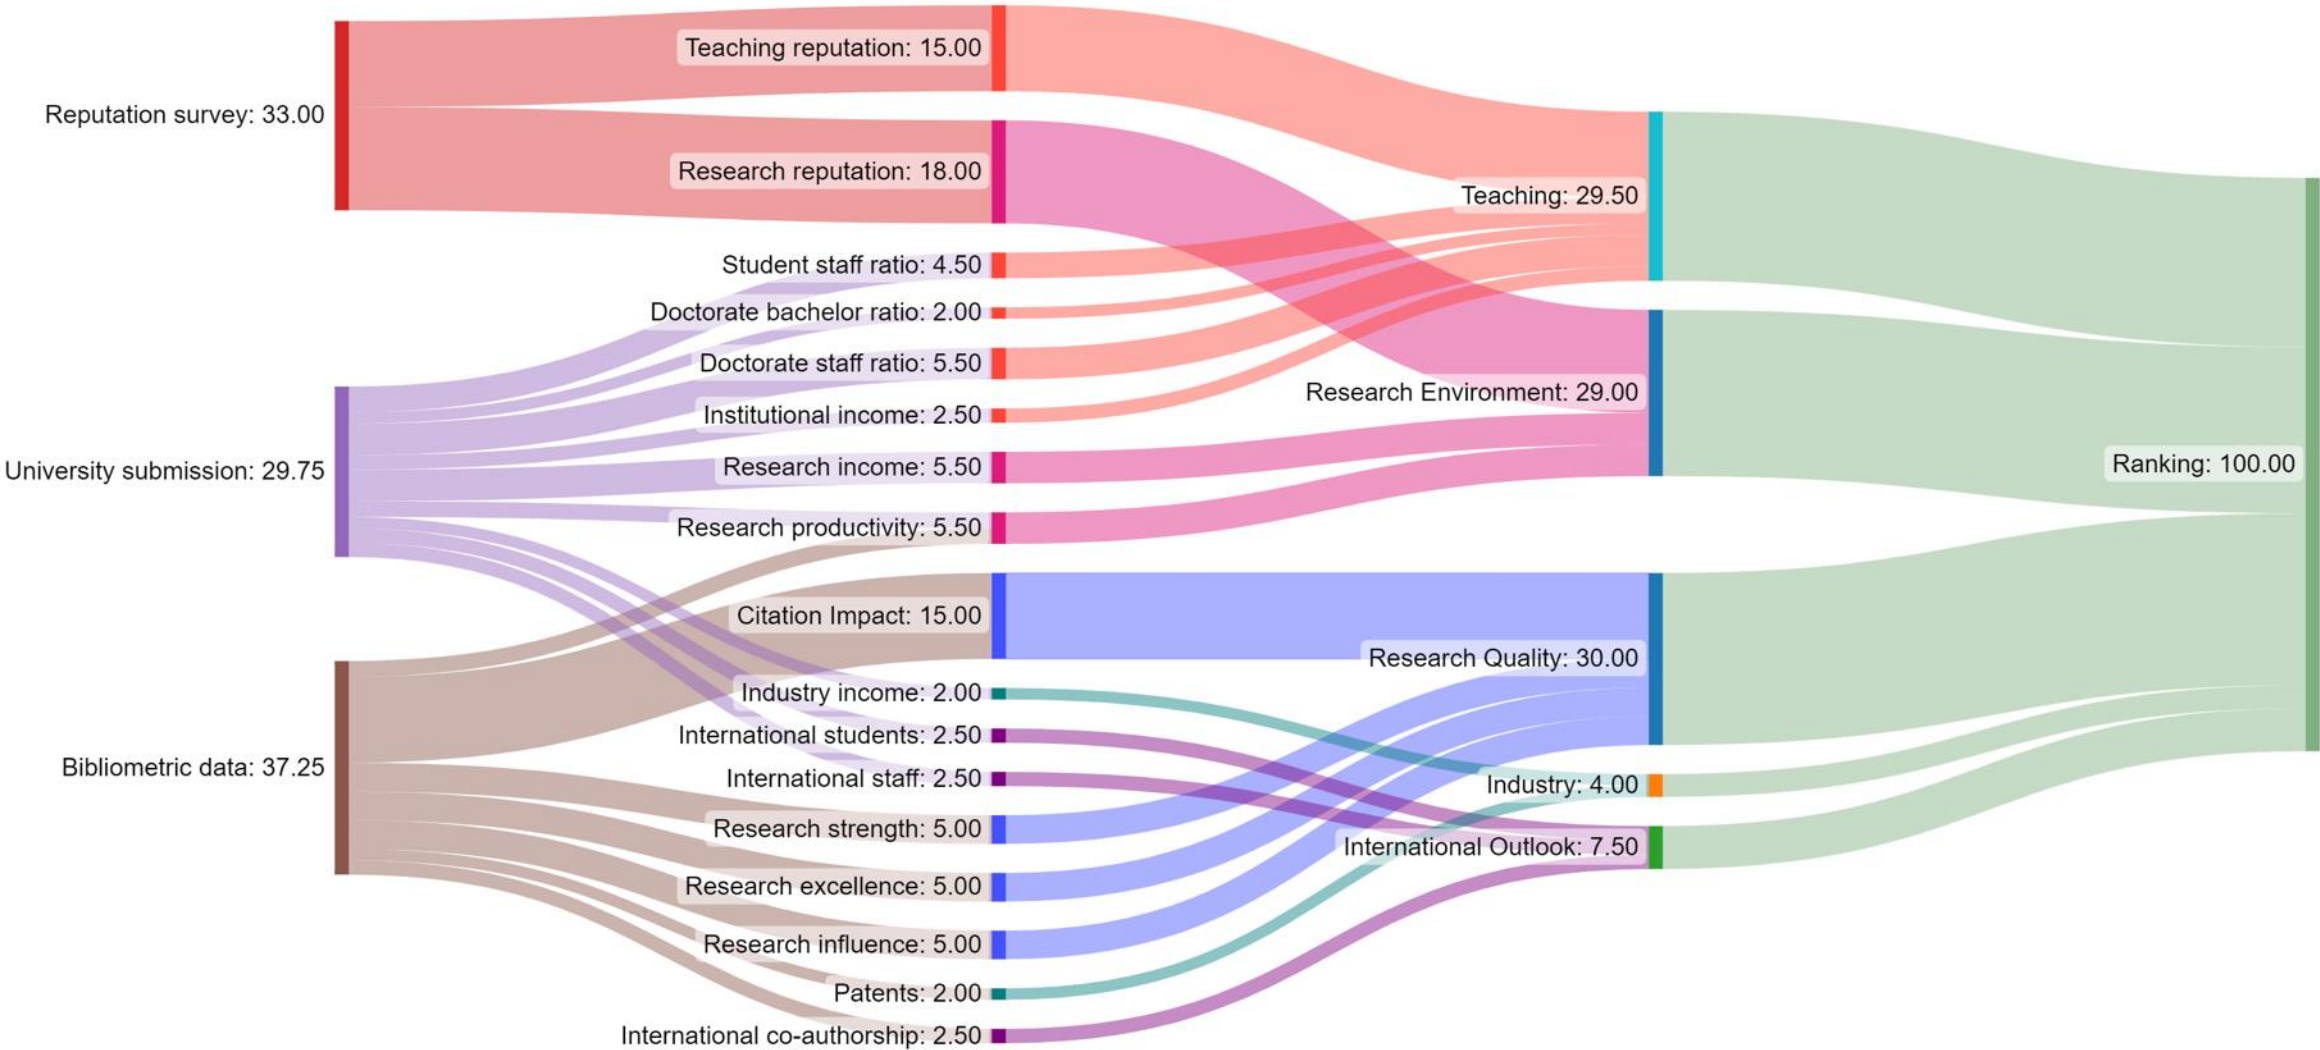 Reputation survey: 33.00
University submission: 29.75
Bibliometric data: 37.25
Teaching reputation: 15.00
Research reputation: 18.00
Student staff ratio: 4.50
Doctorate bachelor ratio: 2.00
Doctorate staff ratio: 5.50
Institutional income: 2.50
Research income: 5.50
Research productivity: 5.50
Citation Impact: 15.00
Industry income: 2.00
International students: 2.50
International staff: 2.50
Research strength: 5.00
Research excellence: 5.00
Research influence: 5.00
Patents: 2.00
International co-authorship: 2.50
Teaching: 29.50
Research Environment: 29.00
Research Quality: 30.00
Industry: 4.00
International Outlook: 7.50
Ranking: 100.00